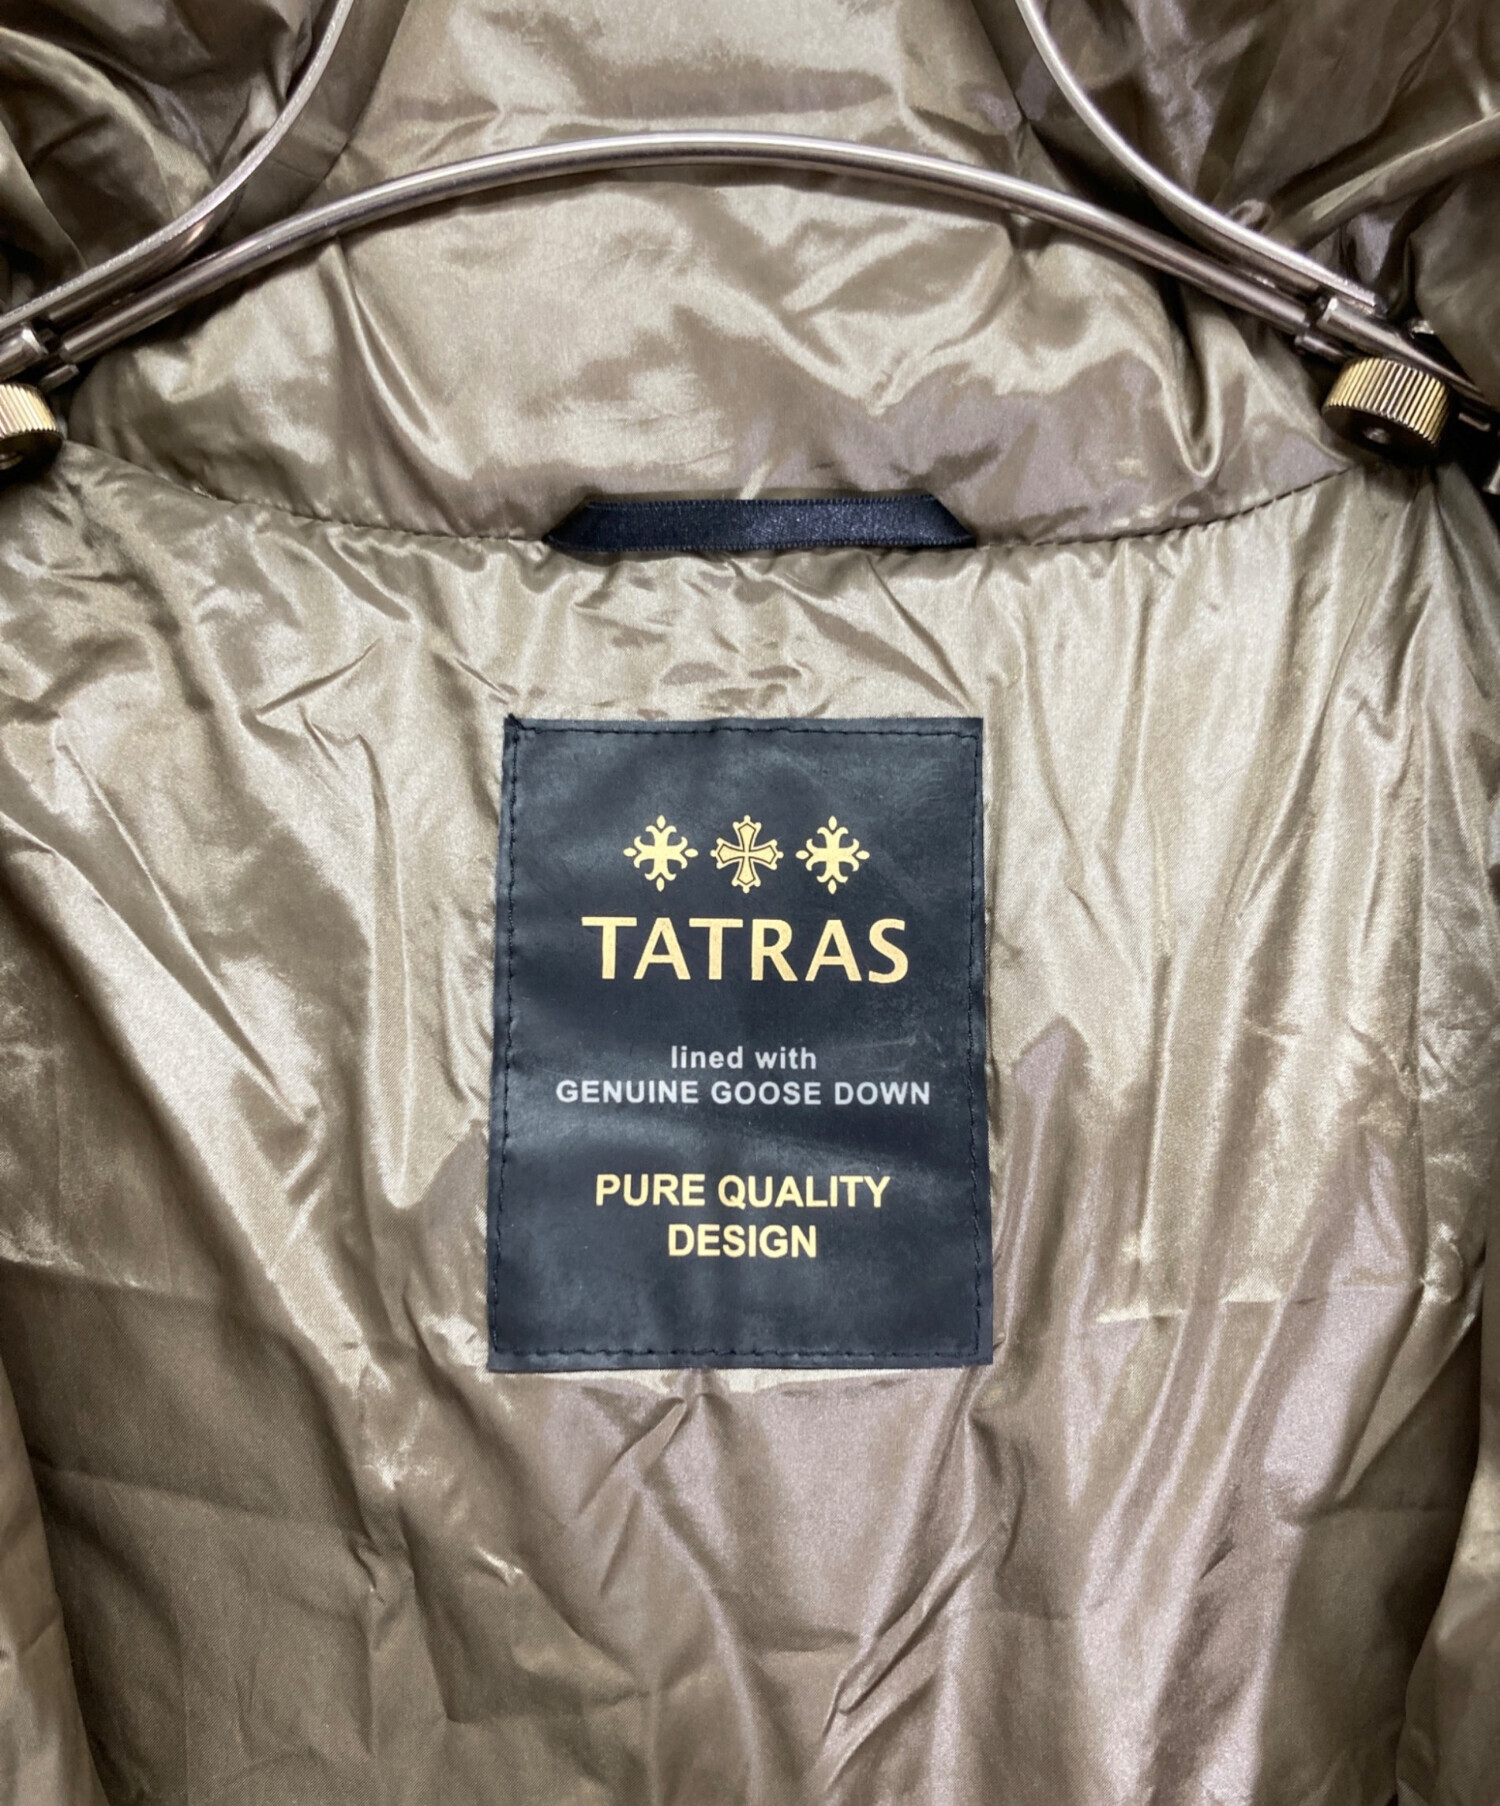 TATRAS
lined with
GENUINE GOOSE DOWN
PURE QUALITY
DESIGN